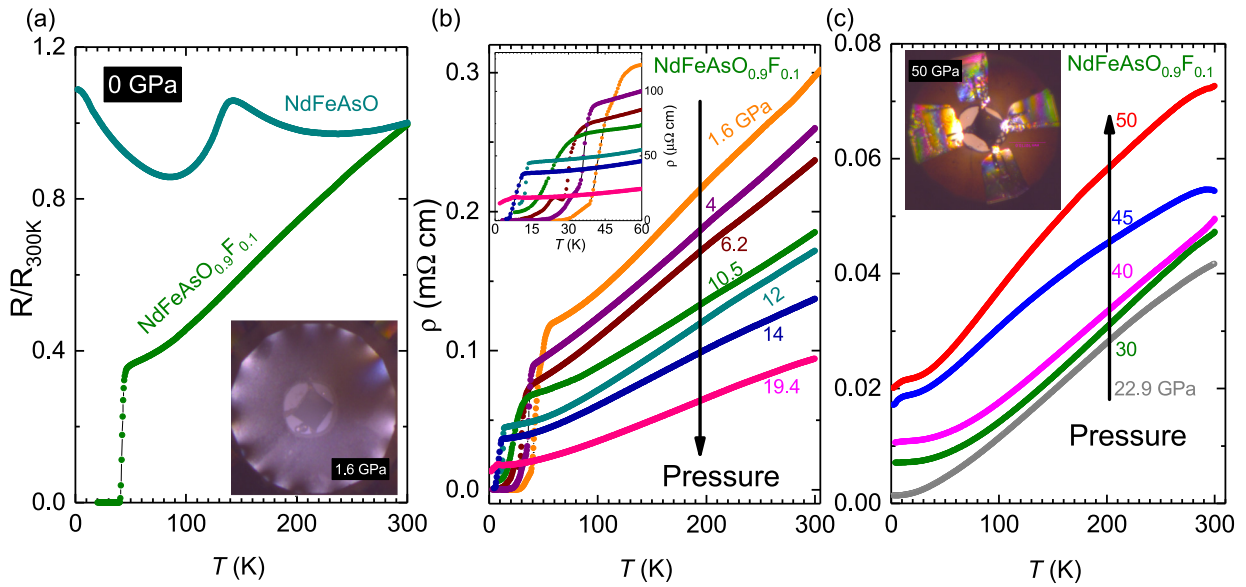 (a)
1.2
0.8
0.4
0.0
R/R300K
0 GPa
NdFeAsO
NdFeAsO0.9F0.1
1.6 GPa
0
100
200
300
T (K)
(b)
0.3
0.2
0.1
0.0
ρ (mΩ cm)
100
50
0
ρ (µΩ cm)
0
15
30
45
60
T (K)
NdFeAsO0.9F0.1
1.6 GPa
4
6.2
10.5
12
14
19.4
Pressure
0
100
200
300
T (K)
(c)
0.08
0.06
0.04
0.02
0.00
50 GPa
NdFeAsO0.9F0.1
50
45
40
30
22.9 GPa
Pressure
0
100
200
300
T (K)